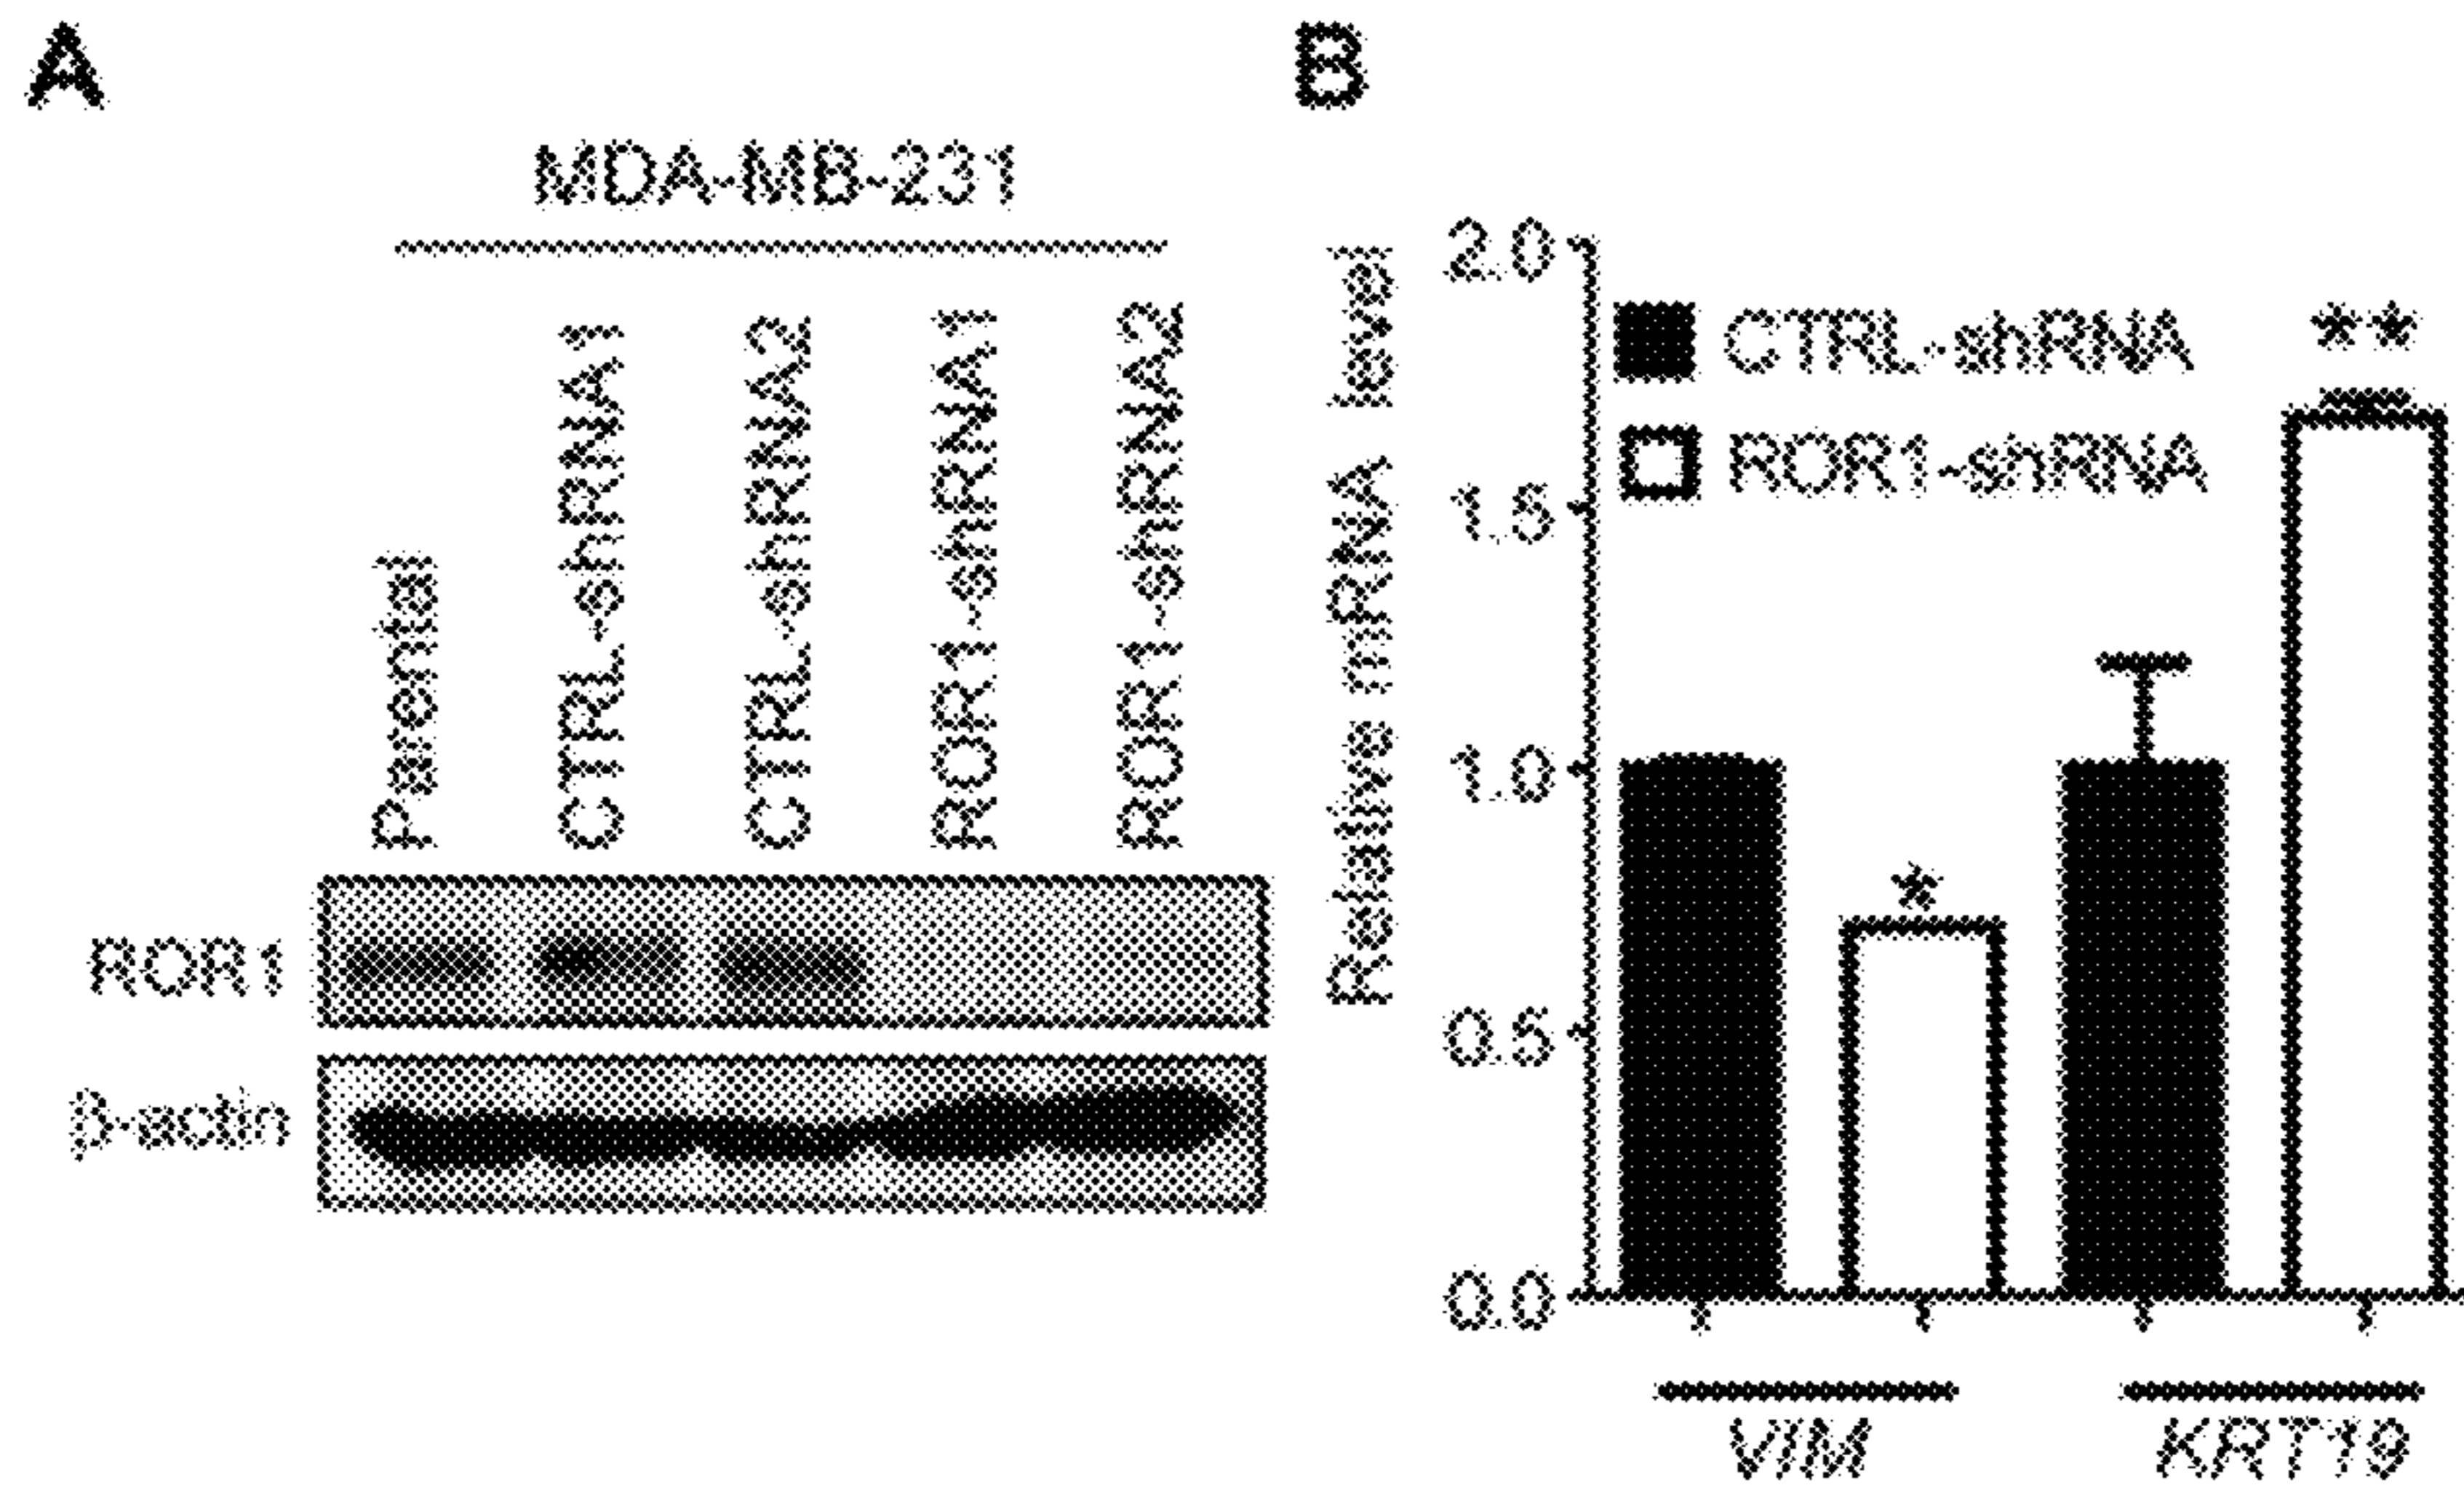 A
MDA-MB-231
Parental
CTRL-shRNA1
CTRL-shRNA2
ROR1-shRNA1
ROR1-shRNA2
ROR1
β-actin
B
Relative mRNA level
2.0
1.5
1.0
0.5
0.0
CTRL-shRNA
ROR1-shRNA
*
**
VIM
KRT19